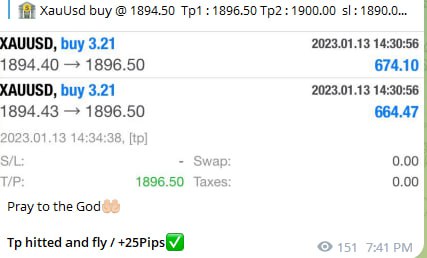 XauUsd buy @ 1894.50 Tp1 : 1896.50 Tp2 : 1900.00 sl : 1890.0...
XAUUSD, buy 3.21 2023.01.13 14:30:56
1894.40 → 1896.50 674.10
XAUUSD, buy 3.21 2023.01.13 14:30:56
1894.43 → 1896.50 664.47
2023.01.13 14:34:38, [tp]
S/L: - Swap: 0.00
T/P: 1896.50 Taxes: 0.00
Pray to the God🤲🏻
Tp hitted and fly / +25Pips✅
151 7:41 PM